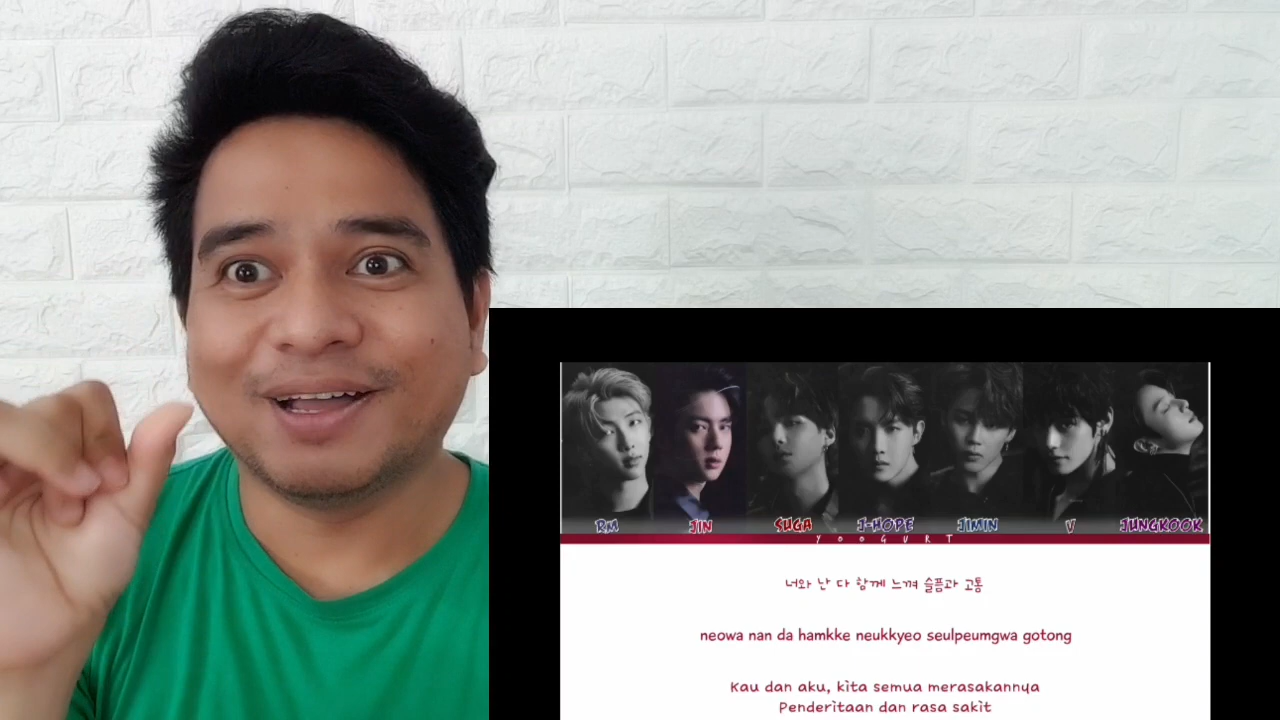 RM JIN SUGA J-HOPE JIMIN V JUNGKOOK
YOOGURT
너와 난 다 함께 느껴 슬픔과 고통
neowa nan da hamkke neukkyeo seulpeumgwa gotong
Kau dan aku, kita semua merasakannya
Penderitaan dan rasa sakit